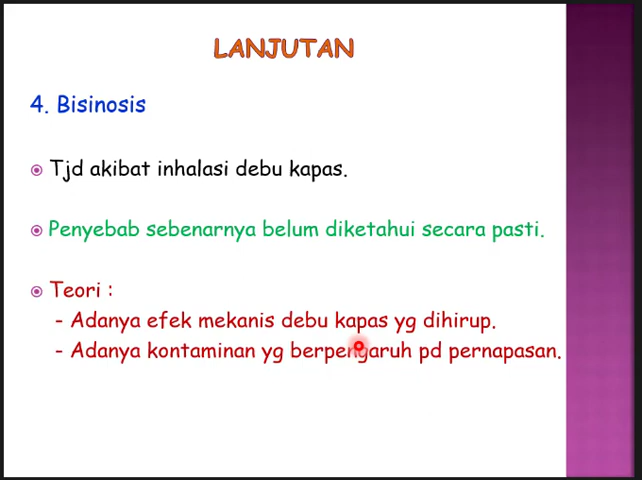 LANJUTAN
4. Bisinosis
Tjd akibat inhalasi debu kapas.
Penyebab sebenarnya belum diketahui secara pasti.
Teori :
- Adanya efek mekanis debu kapas yg dihirup.
- Adanya kontaminan yg berpengaruh pd pernapasan.